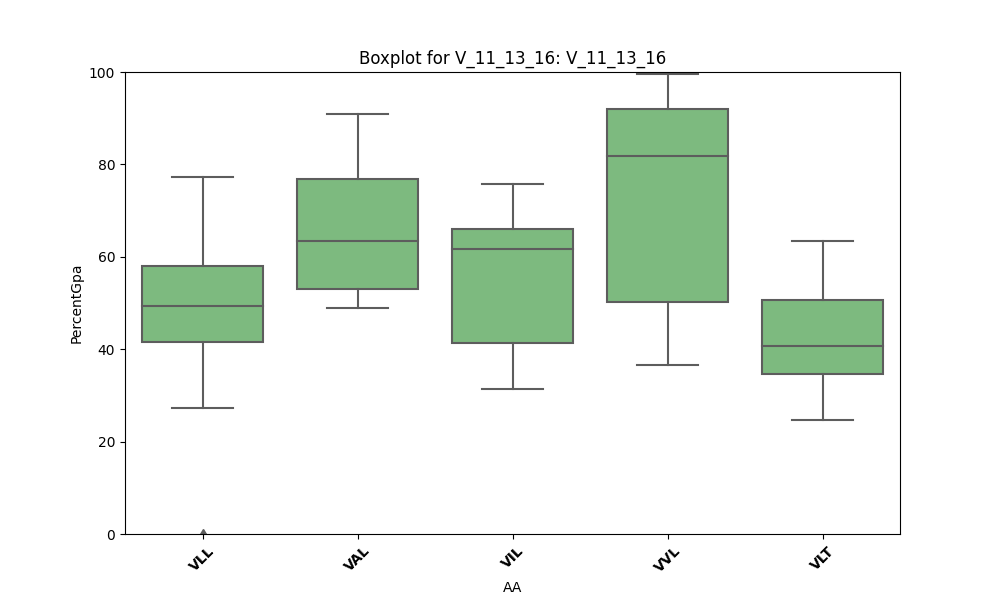 Boxplot for V_11_13_16: V_11_13_16
100
80
60
40
20
0
PercentGpa
VLL
VAL
VIL
VVL
VLT
AA